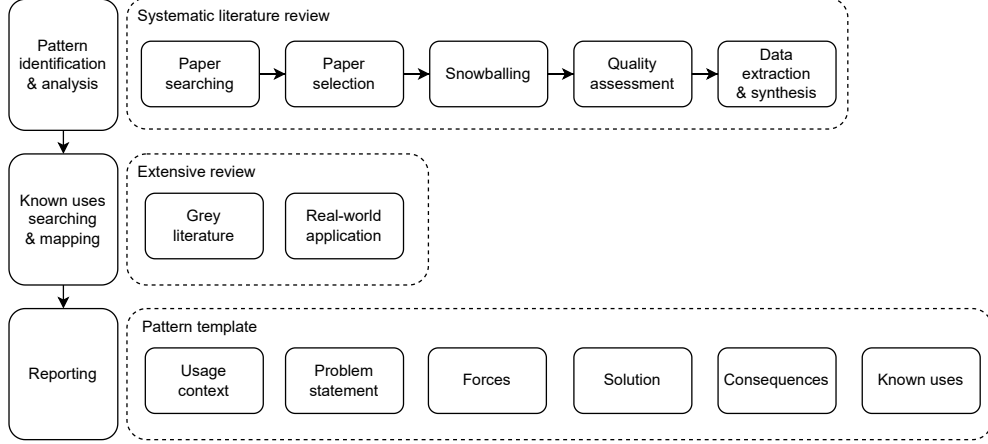 Pattern
identification
& analysis
Systematic literature review
Paper
searching
Paper
selection
Snowballing
Quality
assessment
Data
extraction
& synthesis
Known uses
searching
& mapping
Extensive review
Grey
literature
Real-world
application
Reporting
Pattern template
Usage
context
Problem
statement
Forces
Solution
Consequences
Known uses